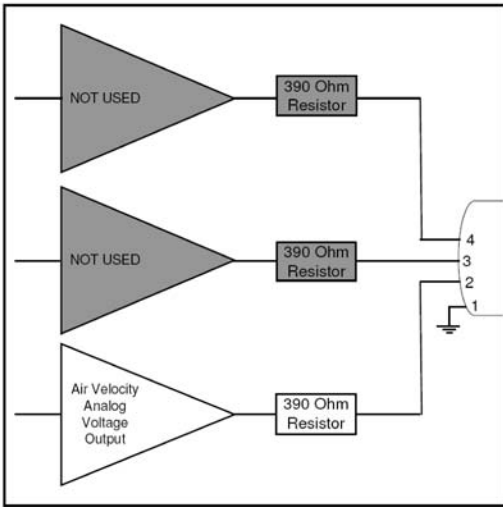 NOT USED
390 Ohm
Resistor
4
NOT USED
390 Ohm
Resistor
3
2
1
Air Velocity
Analog
Voltage
Output
390 Ohm
Resistor